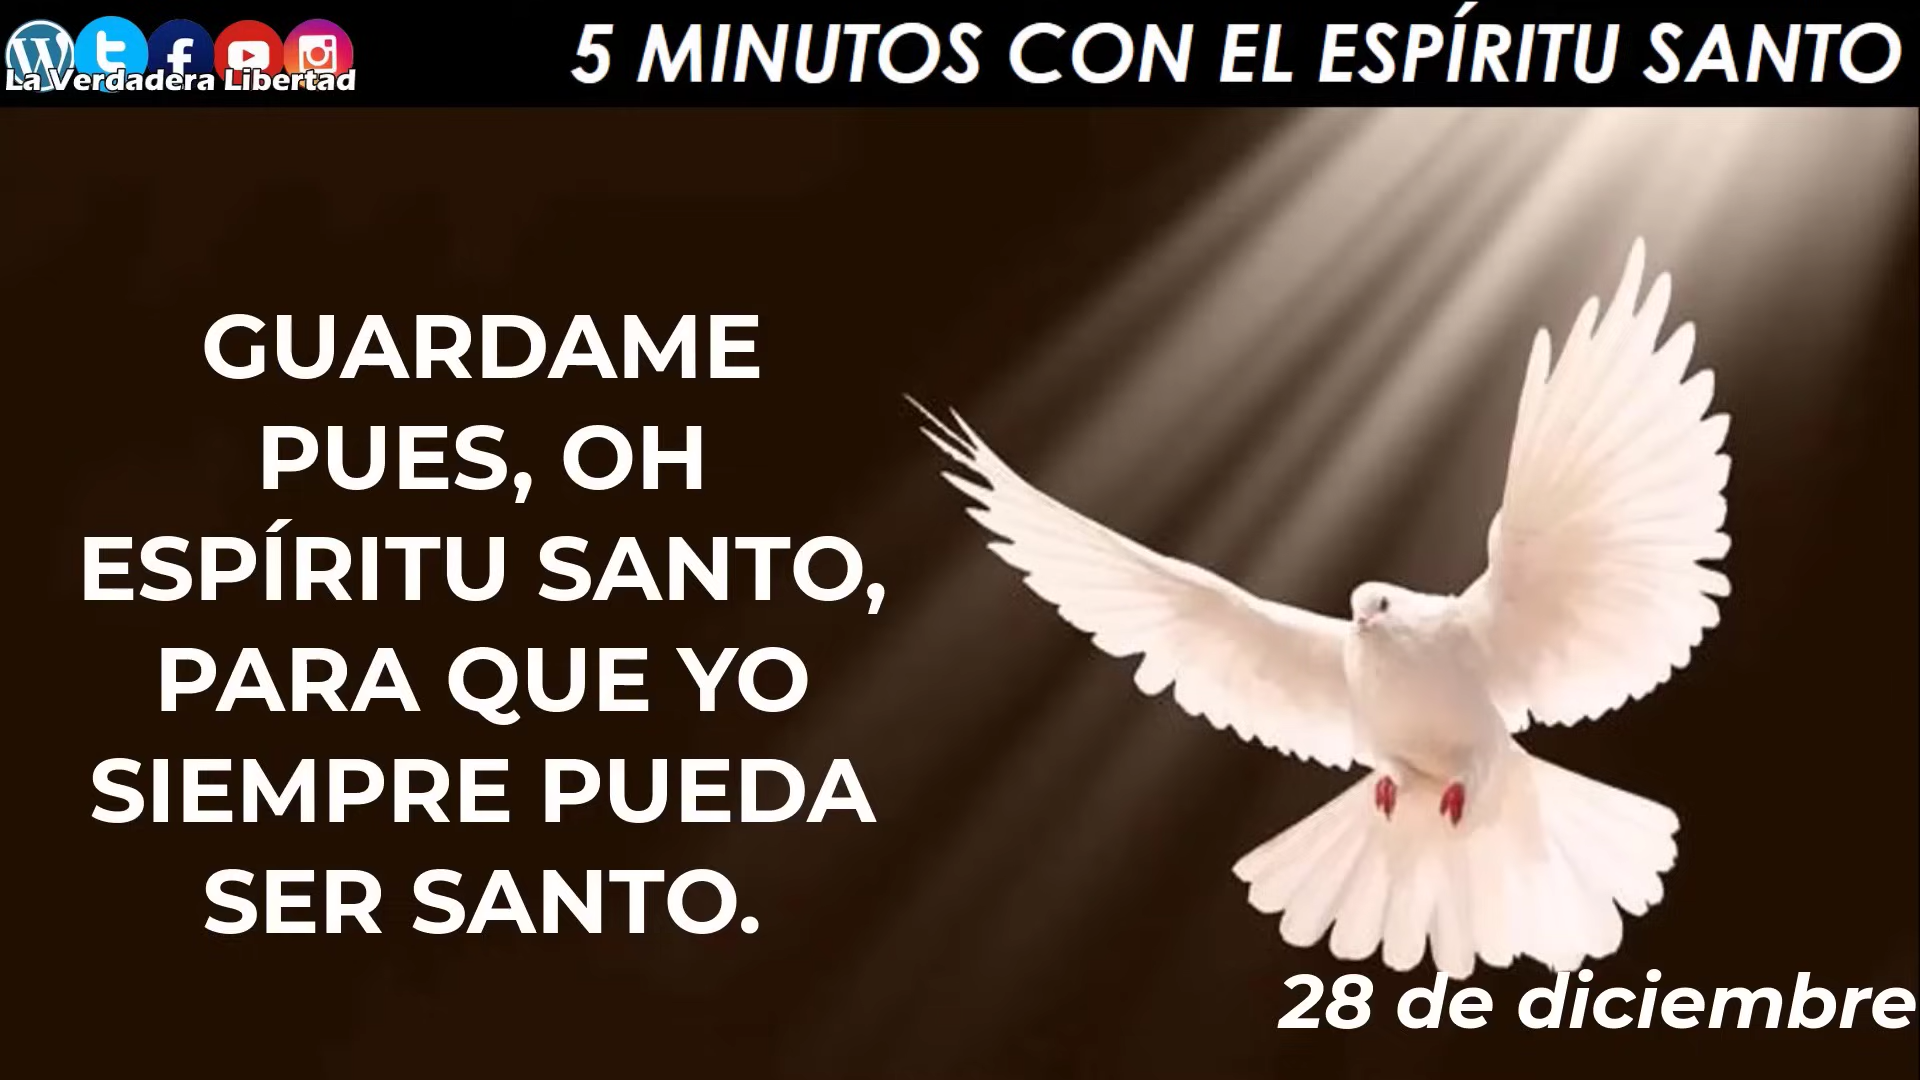 La Verdadera Libertad
5 MINUTOS CON EL ESPÍRITU SANTO
GUARDAME
PUES, OH
ESPÍRITU SANTO,
PARA QUE YO
SIEMPRE PUEDA
SER SANTO.
28 de diciembre